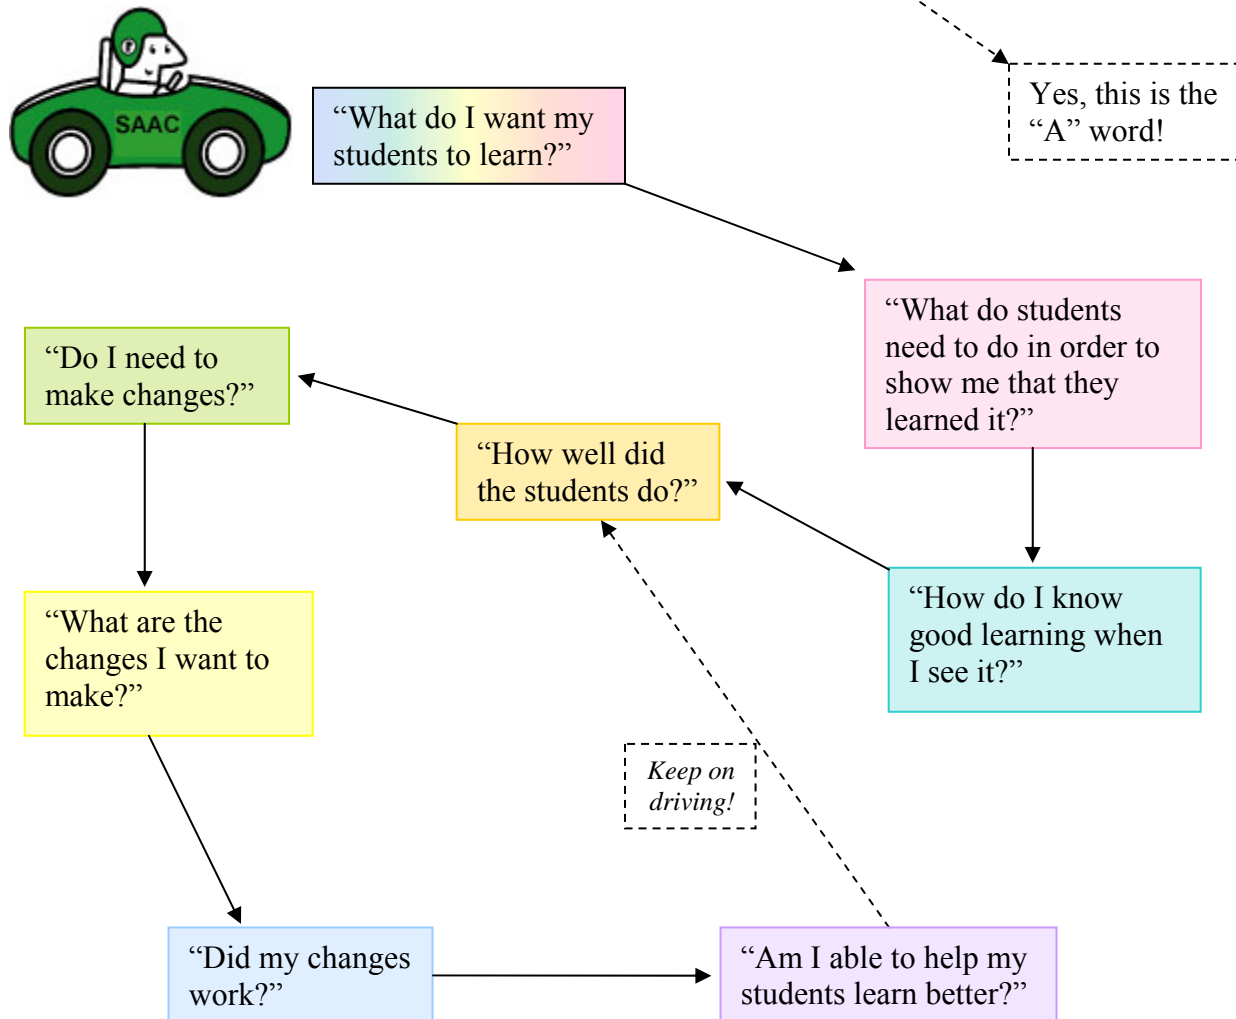 SAAC
“What do I want my
students to learn?”
Yes, this is the
“A” word!
“What do students
need to do in order to
show me that they
learned it?”
“How do I know
good learning when
I see it?”
“How well did
the students do?”
“Do I need to
make changes?”
“What are the
changes I want to
make?”
“Did my changes
work?”
“Am I able to help my
students learn better?”
Keep on
driving!